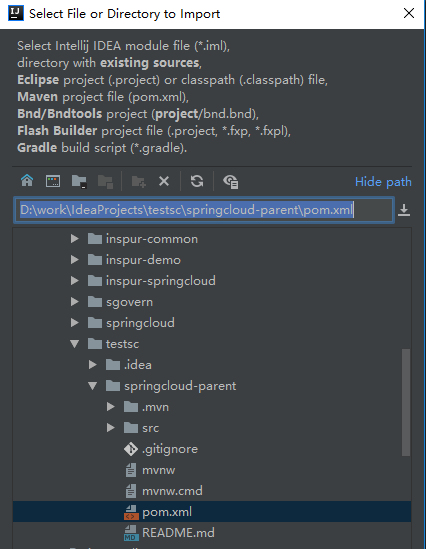 Select File or Directory to Import
Select Intellij IDEA module file (*.iml),
directory with existing sources,
Eclipse project (.project) or classpath (.classpath) file,
Maven project file (pom.xml),
Bnd/Bndtools project (project/bnd.bnd),
Flash Builder project file (.project, *.fxp, *.fxpl),
Gradle build script (*.gradle).
Hide path
D:\work\IdeaProjects\testsc\springcloud-parent\pom.xml
inspur-common
inspur-demo
inspur-springcloud
sgovern
springcloud
testsc
.idea
springcloud-parent
.mvn
src
.gitignore
mvnw
mvnw.cmd
pom.xml
README.md